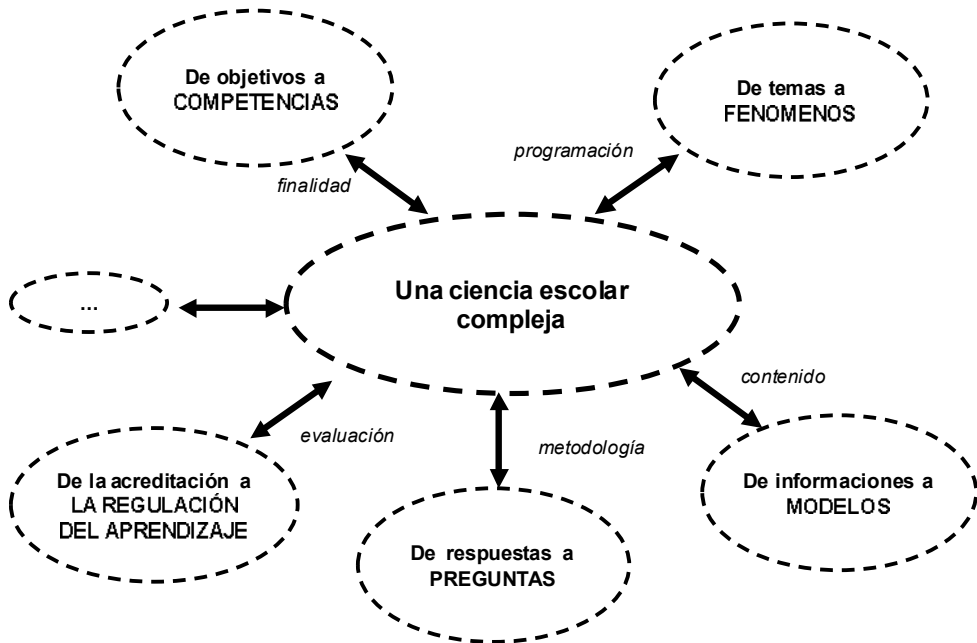 De objetivos a
COMPETENCIAS
De temas a
FENOMENOS
programación
finalidad
Una ciencia escolar
compleja
...
contenido
evaluación
metodología
De la acreditación a
LA REGULACIÓN
DEL APRENDIZAJE
De informaciones a
MODELOS
De respuestas a
PREGUNTAS